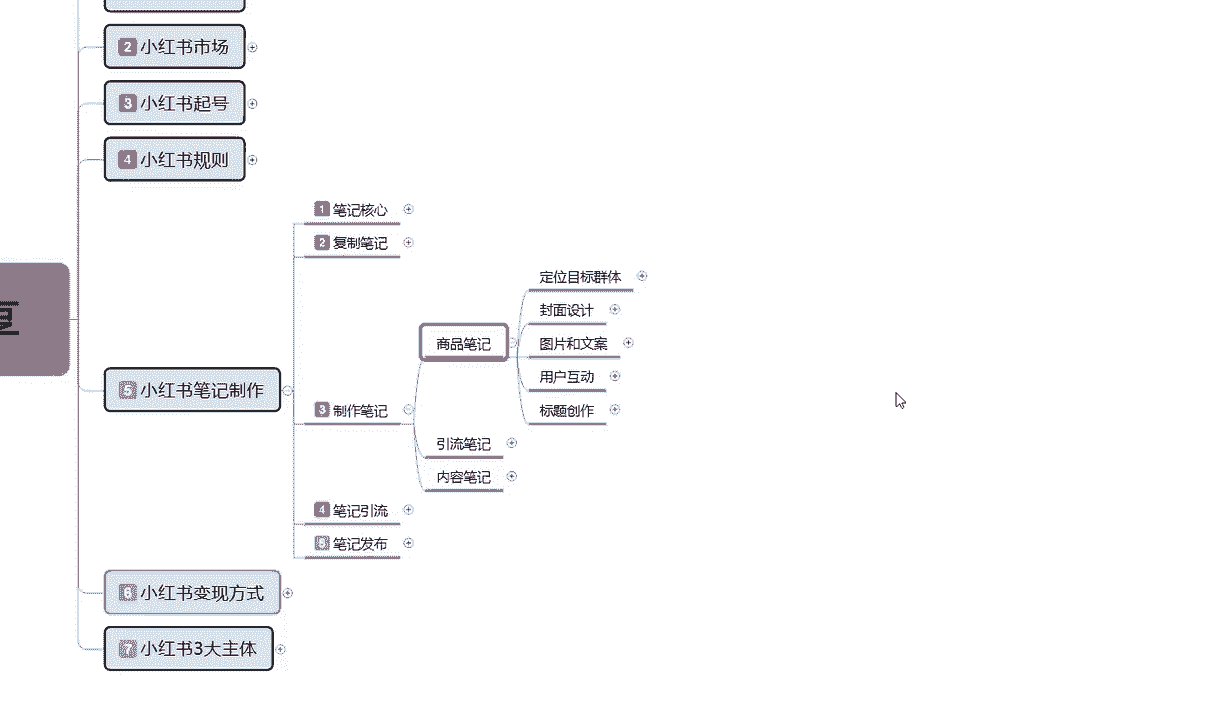 2 小红书市场
3 小红书起号
4 小红书规则
5 小红书笔记制作
1 笔记核心
2 复制笔记
3 制作笔记
商品笔记
定位目标群体
封面设计
图片和文案
用户互动
标题创作
引流笔记
内容笔记
4 笔记引流
5 笔记发布
6 小红书变现方式
7 小红书3大主体